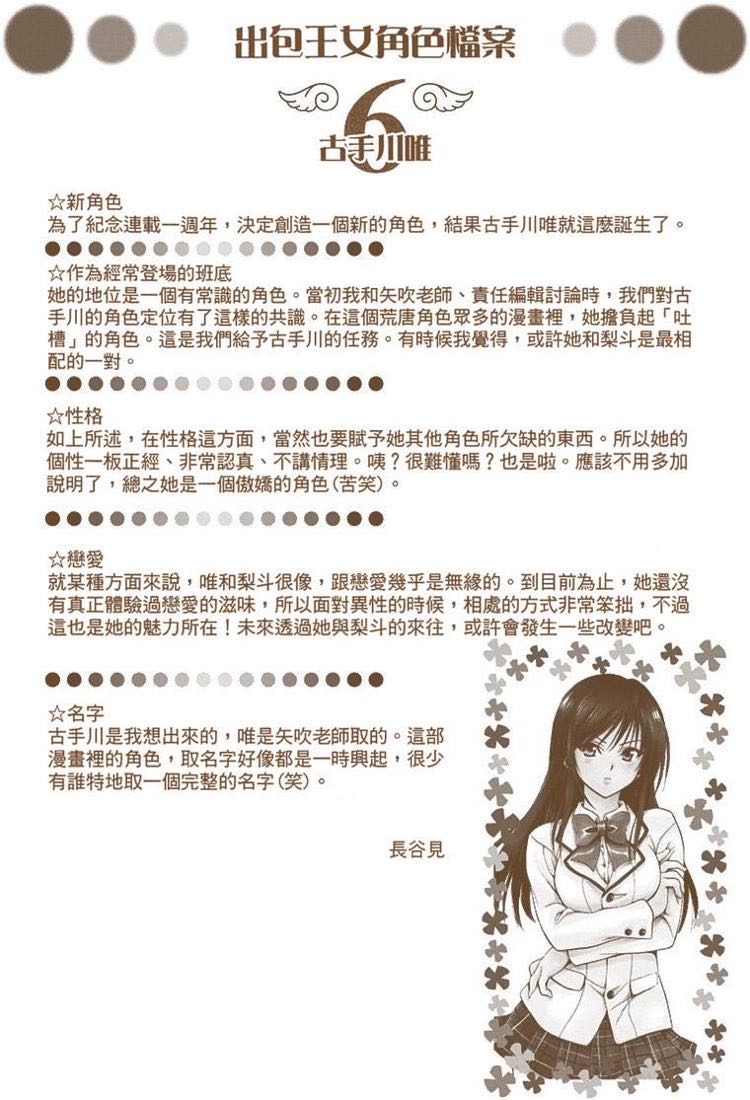 出包王女角色檔案
6
古手川唯
☆新角色
為了紀念連載一週年，決定創造一個新的角色，結果古手川唯就這麼誕生了。
☆作為經常登場的班底
她的地位是一個有常識的角色。當初我和矢吹老師、責任編輯討論時，我們對古
手川的角色定位有了這樣的共識。在這個荒唐角色眾多的漫畫裡，她擔負起「吐
槽」的角色。這是我們給予古手川的任務。有時候我覺得，或許她和梨斗是最相
配的一對。
☆性格
如上所述，在性格這方面，當然也要賦予她其他角色所欠缺的東西。所以她的
個性一板正經、非常認真、不講情理。咦？很難懂嗎？也是啦。應該不用多加
說明了，總之她是一個傲嬌的角色(苦笑)。
☆戀愛
就某種方面來說，唯和梨斗很像，跟戀愛幾乎是無緣的。到目前為止，她還沒
有真正體驗過戀愛的滋味，所以面對異性的時候，相處的方式非常笨拙，不過
這也是她的魅力所在！未來透過她與梨斗的來往，或許會發生一些改變吧。
☆名字
古手川是我想出來的，唯是矢吹老師取的。這部
漫畫裡的角色，取名字好像都是一時興起，很少
有誰特地取一個完整的名字(笑)。
長谷見